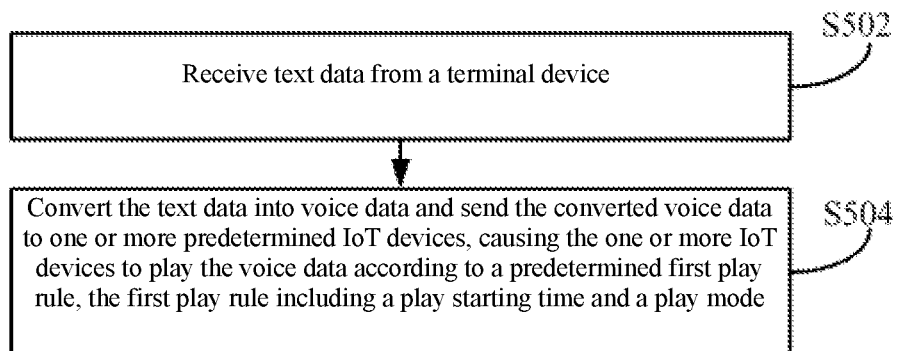 S502
Receive text data from a terminal device
Convert the text data into voice data and send the converted voice data
to one or more predetermined IoT devices, causing the one or more IoT
devices to play the voice data according to a predetermined first play
rule, the first play rule including a play starting time and a play mode
S504